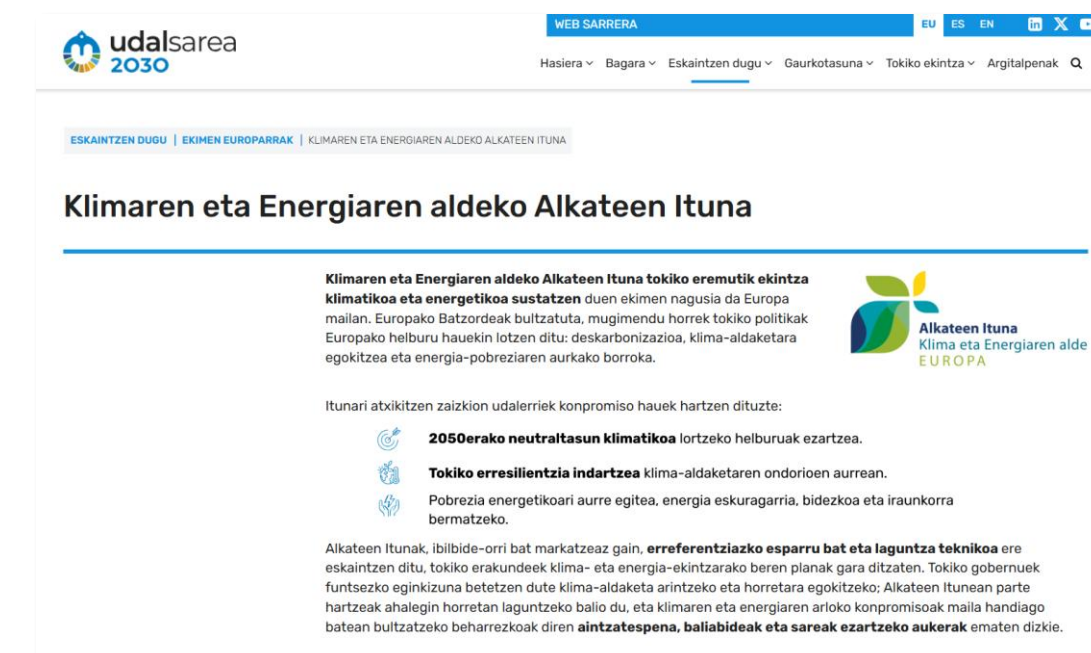 udalsarea
2030
WEB SARRERA
EU ES EN
Hasiera Bagara Eskaintzen dugu Gaurkotasuna Tokiko ekintza Argitalpenak
ESKAINTZEN DUGU | EKIMEN EUROPARRAK | KLIMAREN ETA ENERGIAREN ALDEKO ALKATEEN ITUNA
Klimaren eta Energiaren aldeko Alkateen Ituna
Klimaren eta Energiaren aldeko Alkateen Ituna tokiko eremutik ekintza
klimatikoa eta energetikoa sustatzen duen ekimen nagusia da Europa
mailan. Europako Batzordeak bultzatuta, mugimendu horrek tokiko politikak
Europako helburu hauekin lotzen ditu: deskarbonizazioa, klima-aldaketara
egokitzea eta energia-pobreziaren aurkako borroka.
Alkateen Ituna
Klima eta Energiaren alde
EUROPA
Itunari atxikitzen zaizkion udalerriek konpromiso hauek hartzen dituzte:
2050erako neutraltasun klimatikoa lortzeko helburuak ezartzea.
Tokiko erresilientzia indartzea klima-aldaketaren ondorioen aurrean.
Pobrezia energetikoari aurre egitea, energia eskuragarria, bidezkoa eta iraunkorra
bermatzeko.
Alkateen Itunak, ibilbide-orri bat markatzeaz gain, erreferentziazko esparru bat eta laguntza teknikoa ere
eskaintzen ditu, tokiko erakundeek klima- eta energia-ekintzarako beren planak gara ditzaten. Tokiko gobernuek
funtsezko eginkizuna betetzen dute klima-aldaketa arintzeko eta horretara egokitzeko; Alkateen Itunean parte
hartzeak ahalegin horretan laguntzeko balio du, eta klimaren eta energiaren arloko konpromisoak maila handiago
batean bultzatzeko beharrezkoak diren aintzatespena, baliabideak eta sareak ezartzeko aukerak ematen dizkie.